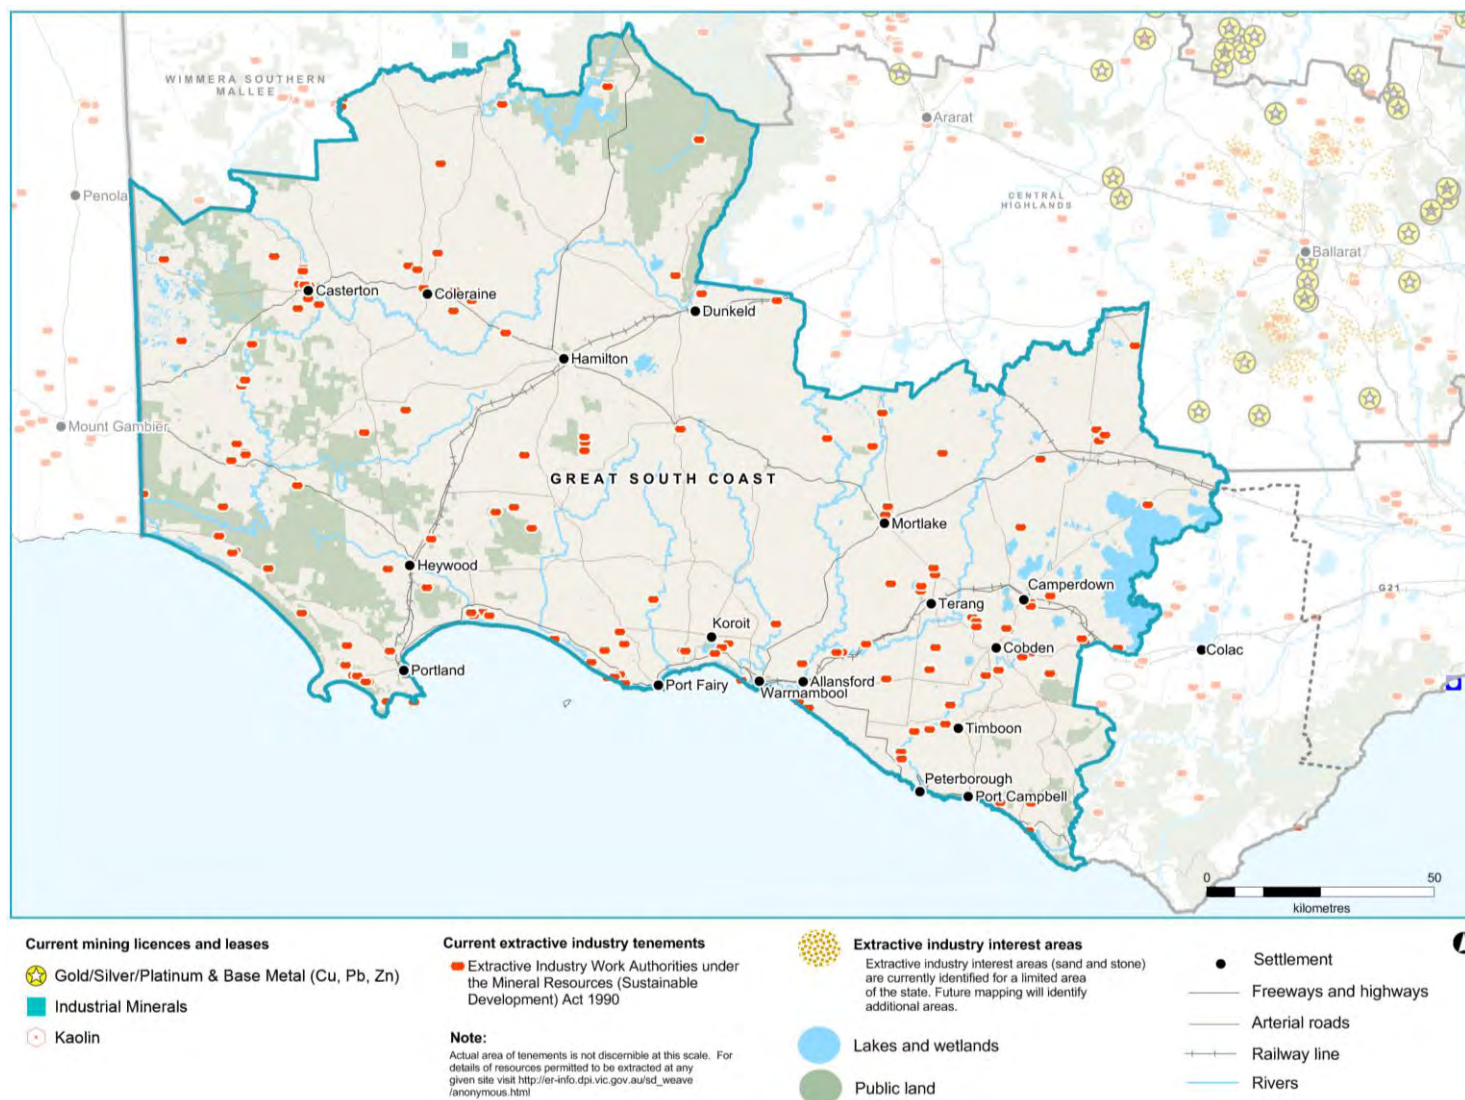 WIMMERA SOUTHERN
MALLEE
Ararat
Penola
CENTRAL
HIGHLANDS
Ballarat
Casterton
Coleraine
Dunkeld
Hamilton
Mount Gambier
GREAT SOUTH COAST
Mortlake
Heywood
Camperdown
G21
Terang
Koroit
Cobden
Colac
Portland
Port Fairy
Warrnambool
Allansford
Timboon
Peterborough
Port Campbell
0 50
kilometres
Current mining licences and leases
Gold/Silver/Platinum & Base Metal (Cu, Pb, Zn)
Industrial Minerals
Kaolin
Current extractive industry tenements
Extractive Industry Work Authorities under
the Mineral Resources (Sustainable
Development) Act 1990
Note:
Actual area of tenements is not discernible at this scale. For
details of resources permitted to be extracted at any
given site visit http://er-info.dpi.vic.gov.au/sd_weave
/anonymous.html
Extractive industry interest areas
Extractive industry interest areas (sand and stone)
are currently identified for a limited area
of the state. Future mapping will identify
additional areas.
Lakes and wetlands
Public land
Settlement
Freeways and highways
Arterial roads
Railway line
Rivers